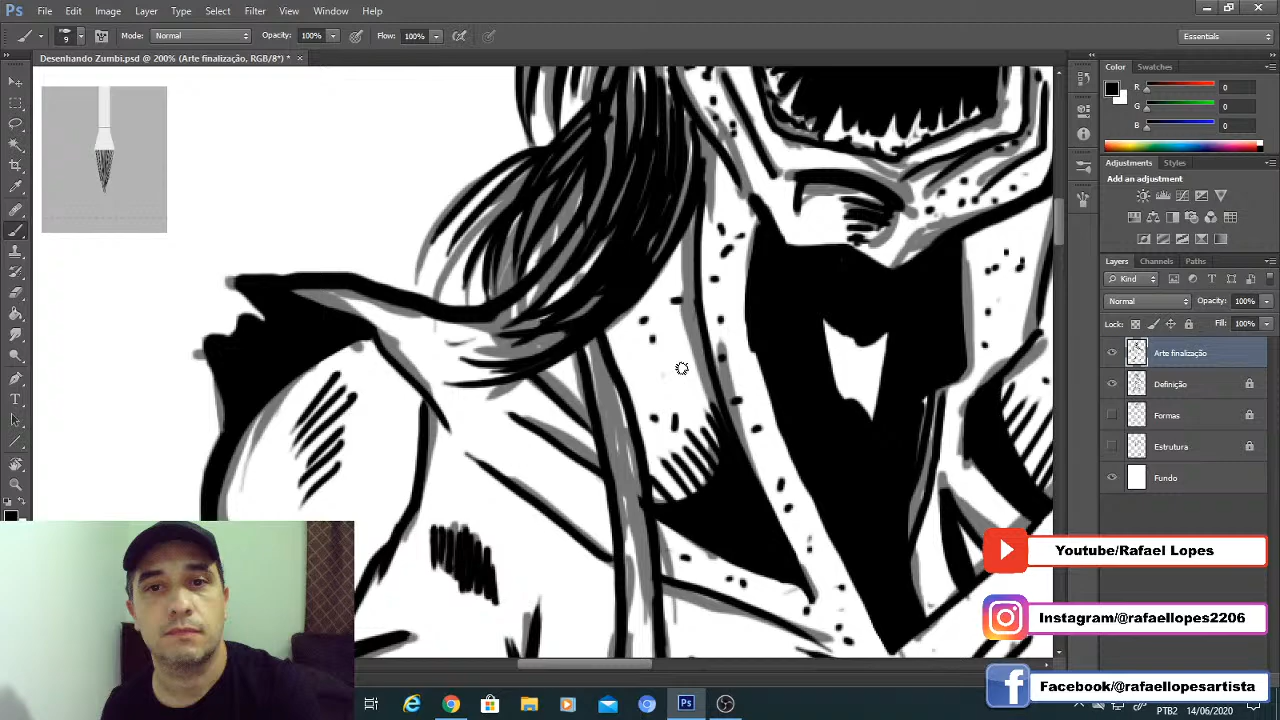 Ps File Edit Image Layer Type Select Filter View Window Help
9 Mode: Normal Opacity: 100% Flow: 100% Essentials
Desenhando Zumbi.psd @ 200% (Arte finalização, RGB/8*) *
Color Swatches
R 0
G 0
B 0
Adjustments Styles
Add an adjustment
Layers Channels Paths
Kind
Normal Opacity: 100%
Lock: Fill: 100%
Arte finalização
Definição
Formas
Estrutura
Fundo
Youtube/Rafael Lopes
Instagram/@rafaellopes2206
Facebook/@rafaellopesartista
Ps
PTB2 14/06/2020